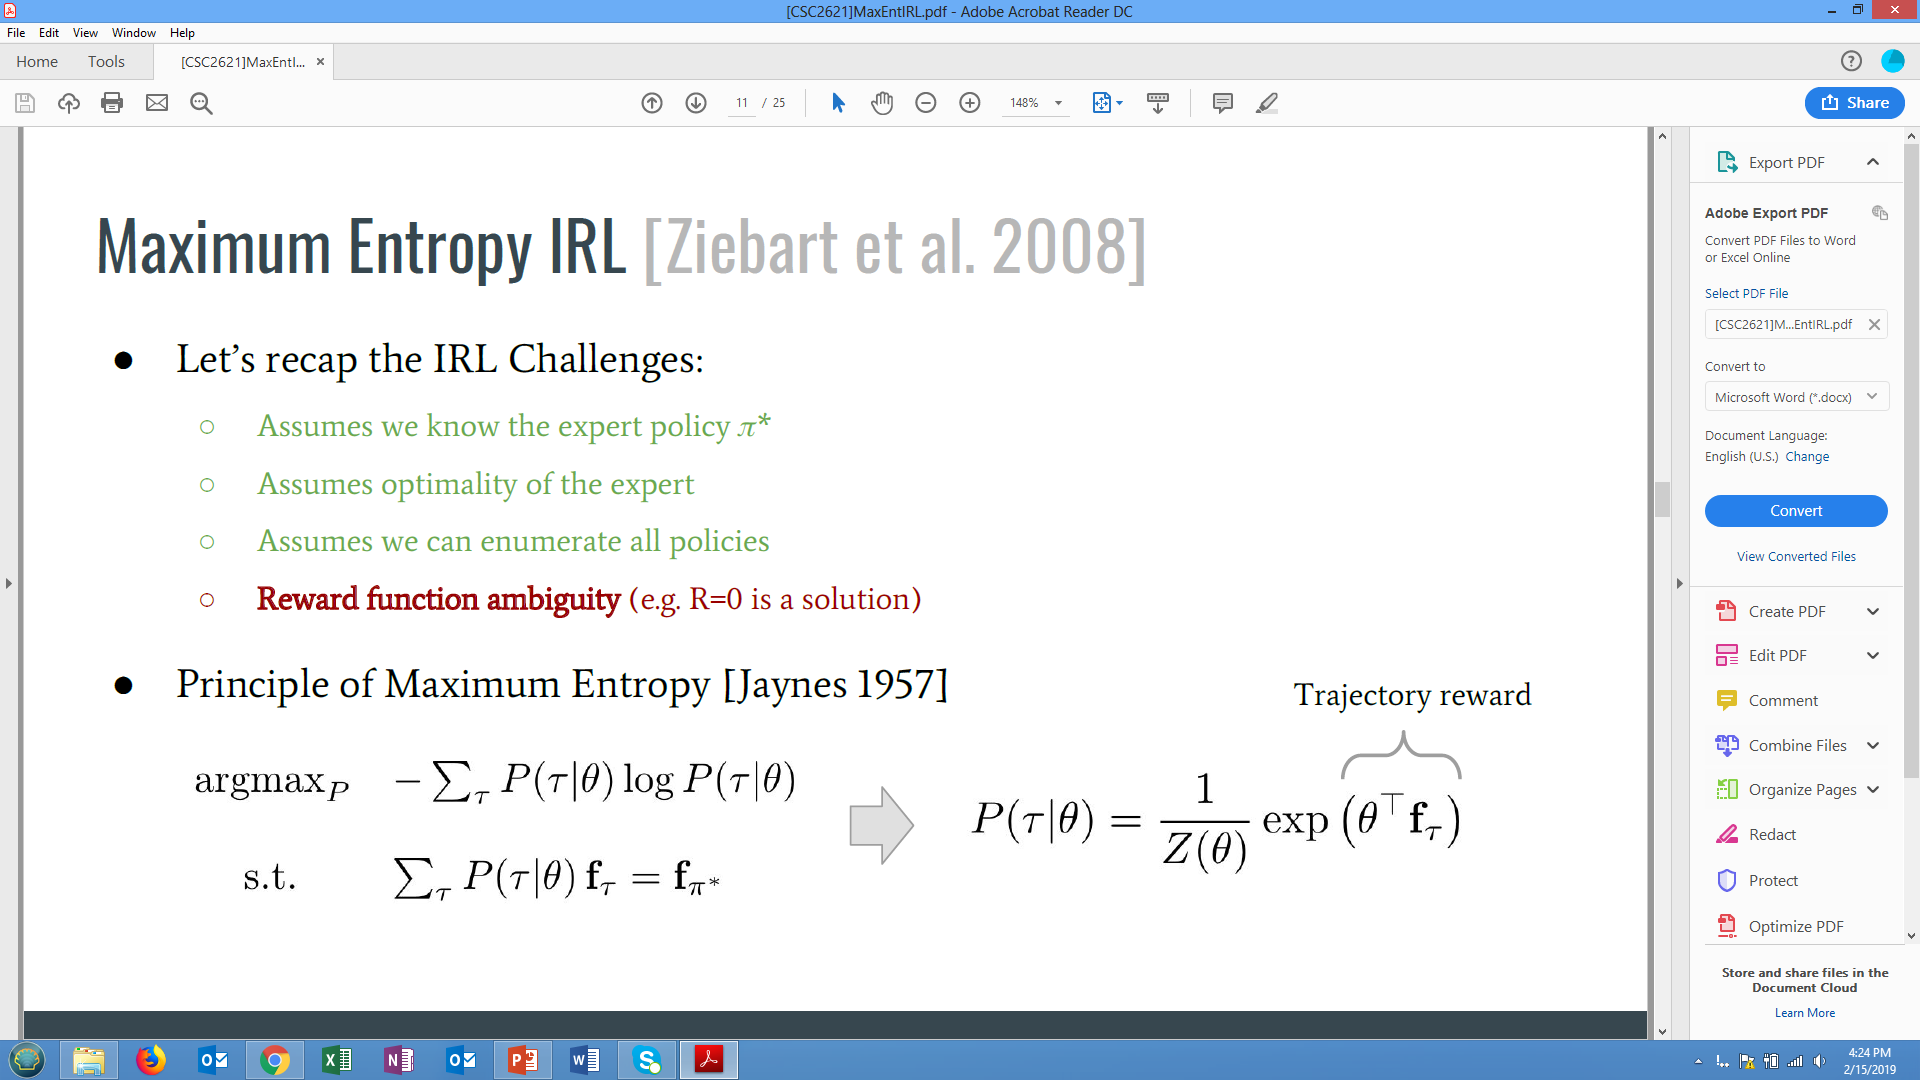 [CSC2621]MaxEntIRL.pdf - Adobe Acrobat Reader DC
File Edit View Window Help
Home Tools [CSC2621]MaxEntI... ×
11 / 25 148% Share
Maximum Entropy IRL [Ziebart et al. 2008]
● Let's recap the IRL Challenges:
○ Assumes we know the expert policy π*
○ Assumes optimality of the expert
○ Assumes we can enumerate all policies
○ Reward function ambiguity (e.g. R=0 is a solution)
● Principle of Maximum Entropy [Jaynes 1957]
Trajectory reward
argmax_P − ∑_τ P(τ|θ) log P(τ|θ)
s.t. ∑_τ P(τ|θ) f_τ = f_π*
P(τ|θ) = 1/Z(θ) exp(θ^⊤ f_τ)
Export PDF
Adobe Export PDF
Convert PDF Files to Word
or Excel Online
Select PDF File
[CSC2621]M...EntIRL.pdf
Convert to
Microsoft Word (*.docx)
Document Language:
English (U.S.) Change
Convert
View Converted Files
Create PDF
Edit PDF
Comment
Combine Files
Organize Pages
Redact
Protect
Optimize PDF
Store and share files in the
Document Cloud
Learn More
4:24 PM
2/15/2019